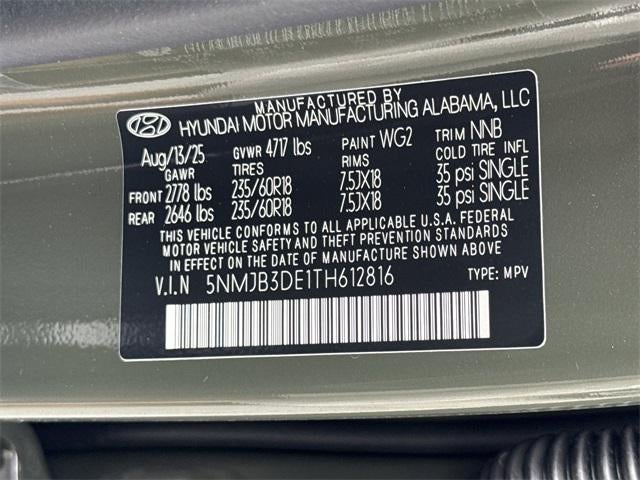 MANUFACTURED BY
HYUNDAI MOTOR MANUFACTURING ALABAMA, LLC
Aug/13/25 GVWR 4717 lbs PAINT WG2 TRIM NNB
GAWR TIRES RIMS COLD TIRE INFL
FRONT 2778 lbs 235/60R18 7.5JX18 35 psi SINGLE
REAR 2646 lbs 235/60R18 7.5JX18 35 psi SINGLE
THIS VEHICLE CONFORMS TO ALL APPLICABLE U.S.A. FEDERAL
MOTOR VEHICLE SAFETY AND THEFT PREVENTION STANDARDS
IN EFFECT ON THE DATE OF MANUFACTURE SHOWN ABOVE.
V.I.N 5NMJB3DE1TH612816 TYPE: MPV